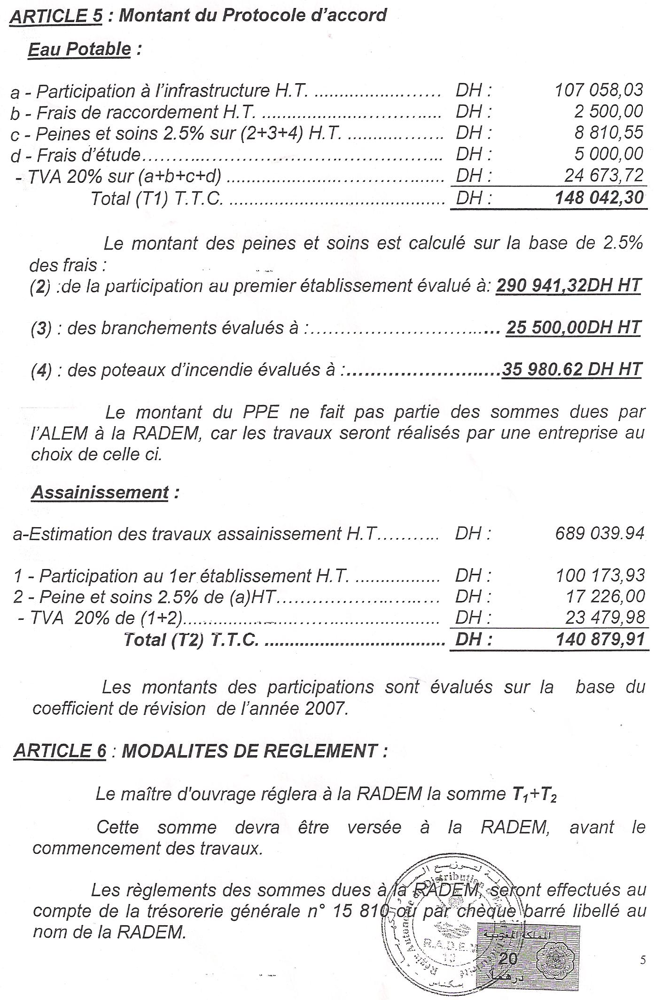 ARTICLE 5 : Montant du Protocole d'accord
Eau Potable :
a - Participation à l'infrastructure H.T. .......................... DH : 107 058,03
b - Frais de raccordement H.T. ..................................... DH : 2 500,00
c - Peines et soins 2.5% sur (2+3+4) H.T. ................... DH : 8 810,55
d - Frais d'étude............................................................. DH : 5 000,00
- TVA 20% sur (a+b+c+d) ............................................ DH : 24 673,72
Total (T1) T.T.C. ............................................ DH : 148 042,30
Le montant des peines et soins est calculé sur la base de 2.5%
des frais :
(2) :de la participation au premier établissement évalué à: 290 941,32DH HT
(3) : des branchements évalués à :............................... 25 500,00DH HT
(4) : des poteaux d'incendie évalués à :.........................35 980.62 DH HT
Le montant du PPE ne fait pas partie des sommes dues par
l'ALEM à la RADEM, car les travaux seront réalisés par une entreprise au
choix de celle ci.
Assainissement :
a-Estimation des travaux assainissement H.T........... DH : 689 039.94
1 - Participation au 1er établissement H.T. ................. DH : 100 173,93
2 - Peine et soins 2.5% de (a)HT................................. DH : 17 226,00
- TVA 20% de (1+2)..................................................... DH : 23 479,98
Total (T2) T.T.C. .................................... DH : 140 879,91
Les montants des participations sont évalués sur la base du
coefficient de révision de l'année 2007.
ARTICLE 6 : MODALITES DE REGLEMENT :
Le maître d'ouvrage réglera à la RADEM la somme T1+T2
Cette somme devra être versée à la RADEM, avant le
commencement des travaux.
Les règlements des sommes dues à la RADEM, seront effectués au
compte de la trésorerie générale n° 15 810 ou par chèque barré libellé au
nom de la RADEM.
R.A.D.E.M
المملكة المغربية
20
درهما
5